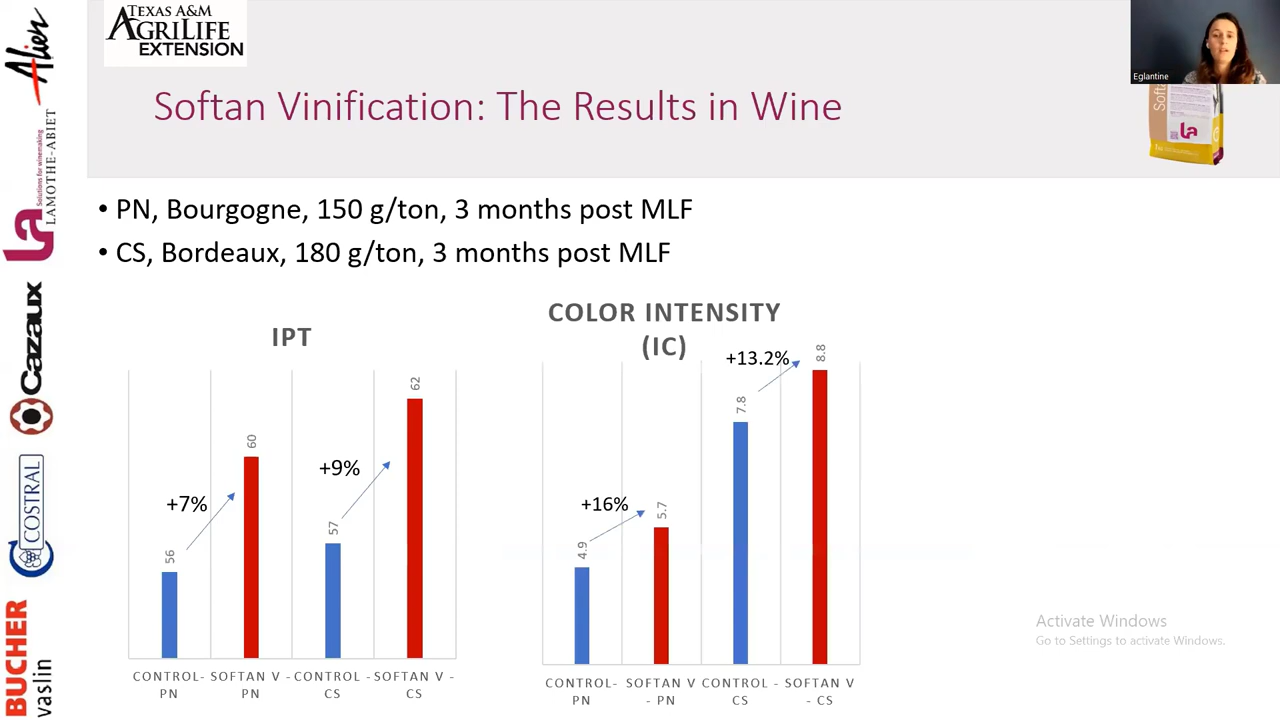 Alien
Solutions for winemaking
La
LAMOTHE-ABIET
Cazaux
COSTRAL
BUCHER
vaslin
TEXAS A&M
AGRILIFE
EXTENSION
Softan Vinification: The Results in Wine
Eglantine
La
• PN, Bourgogne, 150 g/ton, 3 months post MLF
• CS, Bordeaux, 180 g/ton, 3 months post MLF
IPT
56
+7%
60
57
+9%
62
CONTROL- PN
SOFTAN V - PN
CONTROL - CS
SOFTAN V - CS
COLOR INTENSITY
(IC)
4.9
+16%
5.7
7.8
+13.2%
8.8
CONTROL- PN
SOFTAN V - PN
CONTROL - CS
SOFTAN V - CS
Activate Windows
Go to Settings to activate Windows.